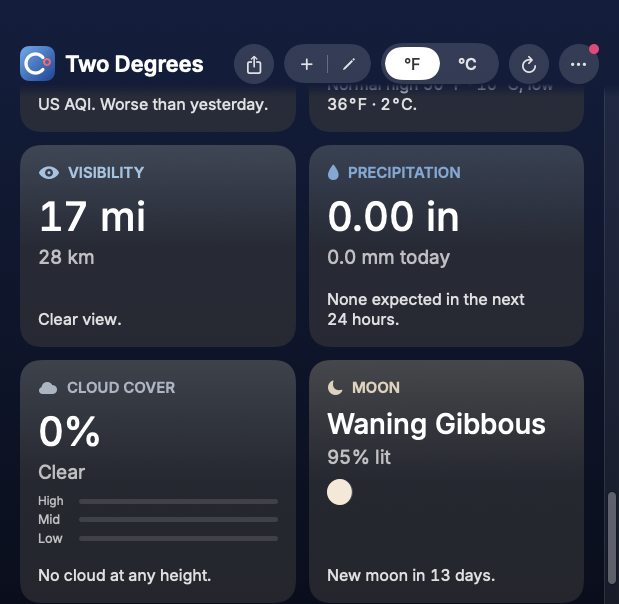 Two Degrees
°F
°C
US AQI. Worse than yesterday.
36°F · 2°C.
VISIBILITY
17 mi
28 km
Clear view.
PRECIPITATION
0.00 in
0.0 mm today
None expected in the next
24 hours.
CLOUD COVER
0%
Clear
High
Mid
Low
No cloud at any height.
MOON
Waning Gibbous
95% lit
New moon in 13 days.